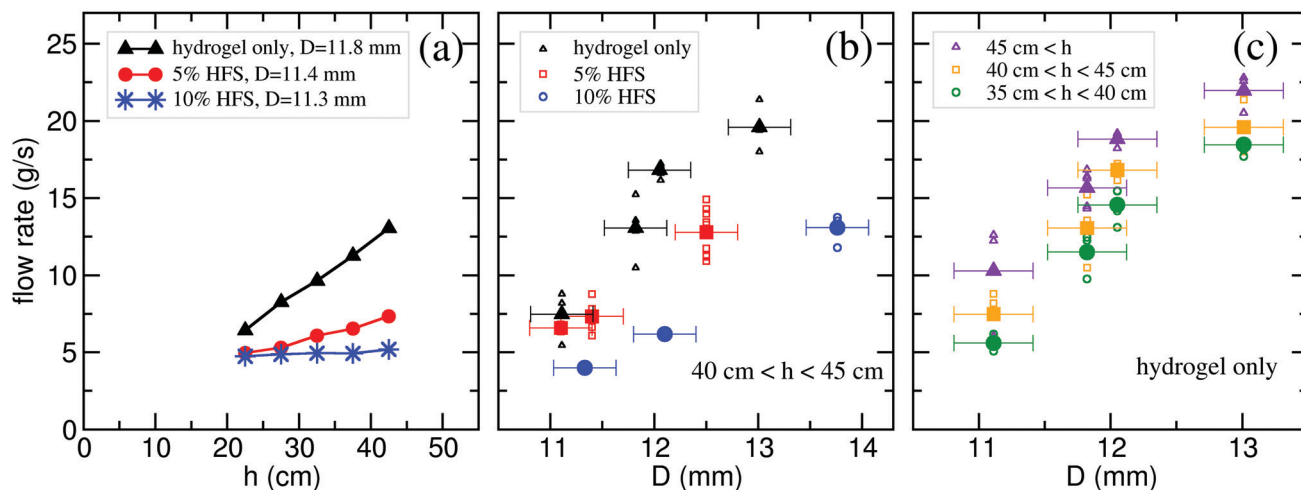 (a)
hydrogel only, D=11.8 mm
5% HFS, D=11.4 mm
10% HFS, D=11.3 mm
flow rate (g/s)
0
5
10
15
20
25
0 10 20 30 40 50
h (cm)
(b)
hydrogel only
5% HFS
10% HFS
40 cm < h < 45 cm
11 12 13 14
D (mm)
(c)
45 cm < h
40 cm < h < 45 cm
35 cm < h < 40 cm
hydrogel only
11 12 13
D (mm)